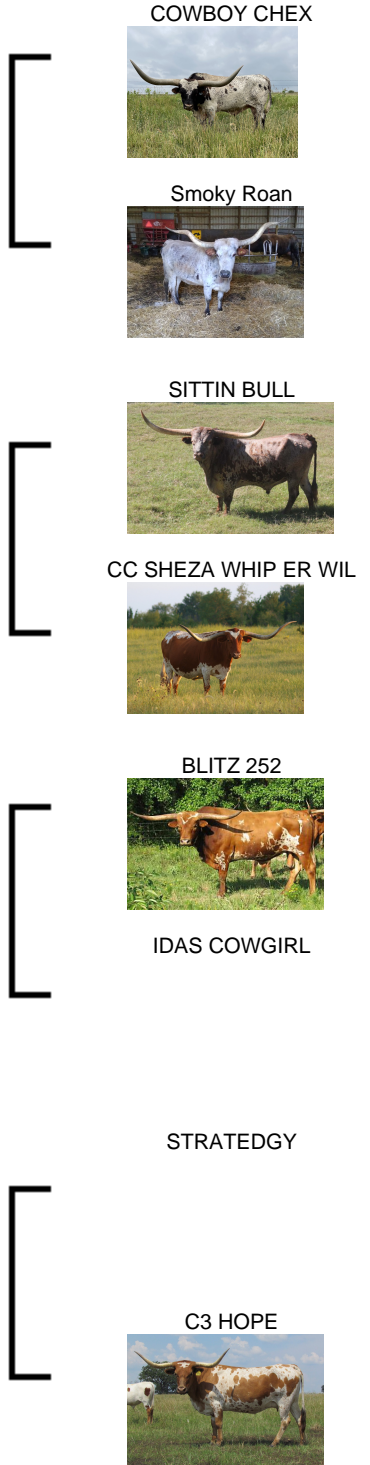 COWBOY CHEX
Smoky Roan
SITTIN BULL
CC SHEZA WHIP ER WIL
BLITZ 252
IDAS COWGIRL
STRATEDGY
C3 HOPE